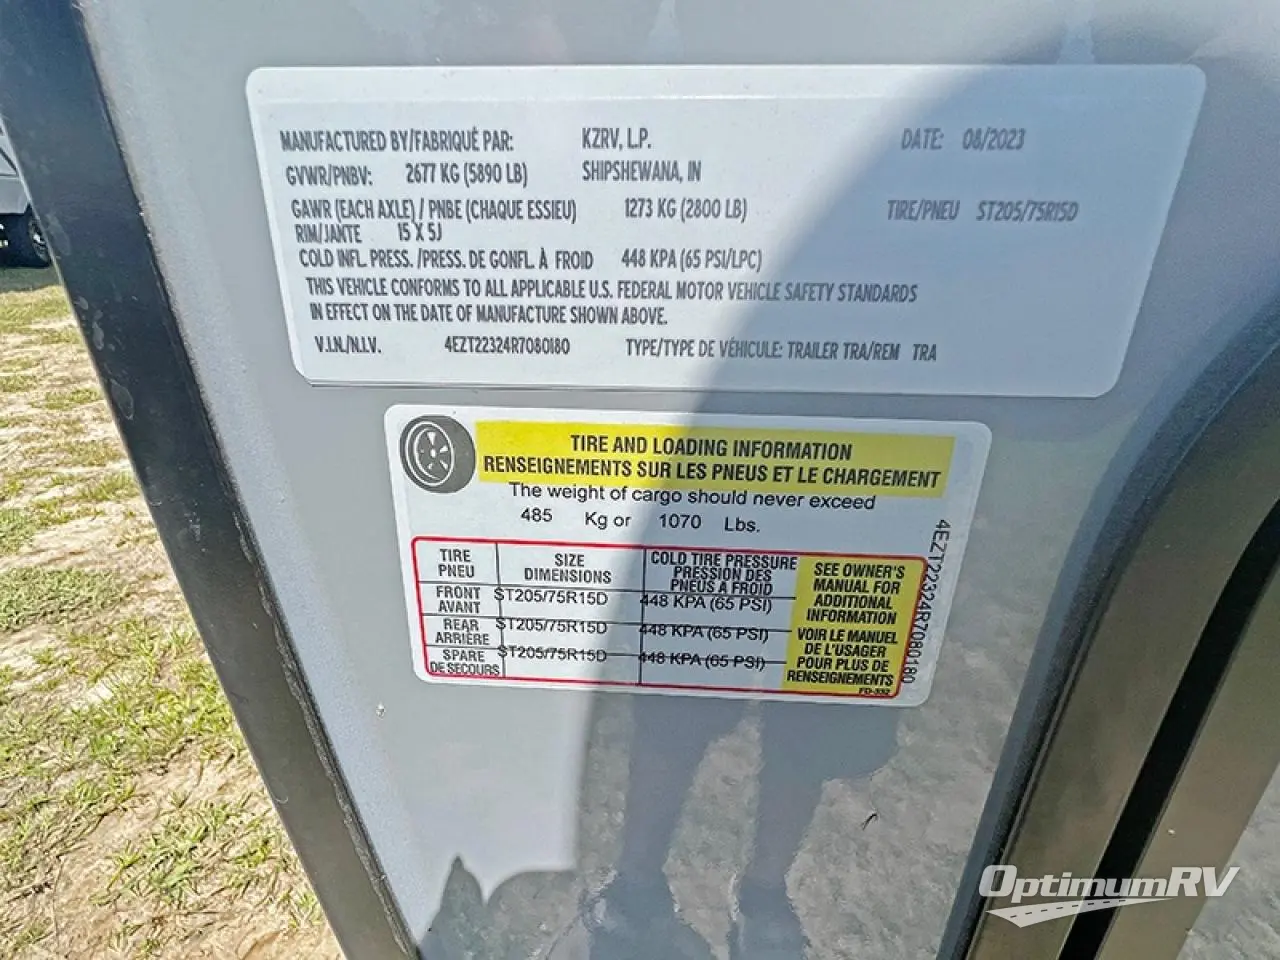 MANUFACTURED BY/FABRIQUÉ PAR: KZRV, L.P. DATE: 08/2023
GVWR/PNBV: 2677 KG (5890 LB) SHIPSHEWANA, IN
GAWR (EACH AXLE) / PNBE (CHAQUE ESSIEU) 1273 KG (2800 LB) TIRE/PNEU ST205/75R15D
RIM/JANTE 15 X 5J
COLD INFL. PRESS. /PRESS. DE GONFL. À FROID 448 KPA (65 PSI/LPC)
THIS VEHICLE CONFORMS TO ALL APPLICABLE U.S. FEDERAL MOTOR VEHICLE SAFETY STANDARDS
IN EFFECT ON THE DATE OF MANUFACTURE SHOWN ABOVE.
V.I.N./N.I.V. 4EZT22324R7080180 TYPE/TYPE DE VÉHICULE: TRAILER TRA/REM TRA
TIRE AND LOADING INFORMATION
RENSEIGNEMENTS SUR LES PNEUS ET LE CHARGEMENT
The weight of cargo should never exceed
485 Kg or 1070 Lbs.
TIRE
PNEU
SIZE
DIMENSIONS
COLD TIRE PRESSURE
PRESSION DES
PNEUS A FROID
FRONT
AVANT
ST205/75R15D
448 KPA (65 PSI)
REAR
ARRIÈRE
ST205/75R15D
448 KPA (65 PSI)
SPARE
DE SECOURS
ST205/75R15D
448 KPA (65 PSI)
SEE OWNER'S
MANUAL FOR
ADDITIONAL
INFORMATION
VOIR LE MANUEL
DE L'USAGER
POUR PLUS DE
RENSEIGNEMENTS
FD-332
4EZT22324R7080180
OptimumRV